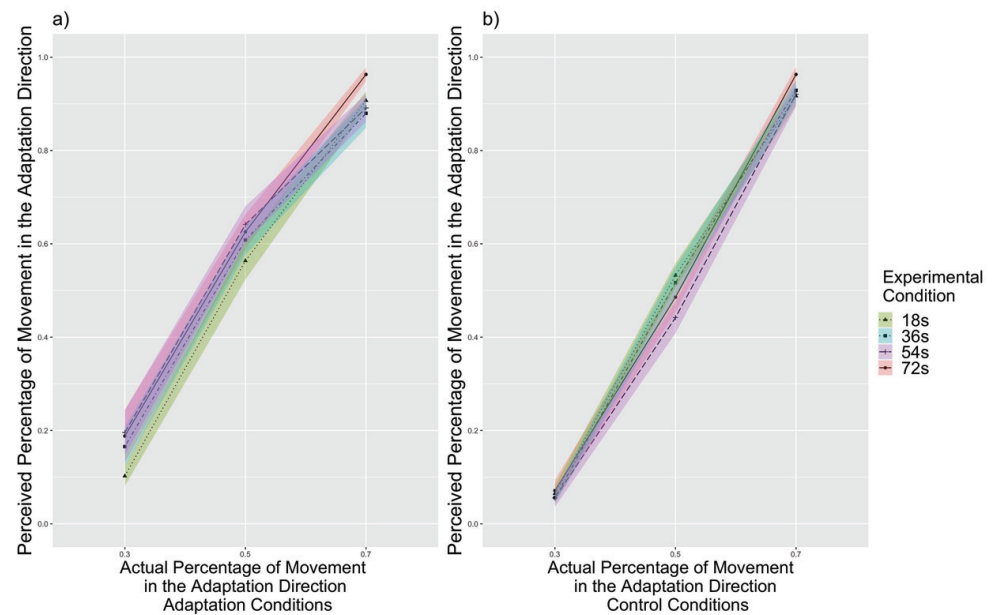 a)
b)
Perceived Percentage of Movement in the Adaptation Direction
1.0
0.8
0.6
0.4
0.2
0.0
0.3
0.5
0.7
Actual Percentage of Movement
in the Adaptation Direction
Adaptation Conditions
Perceived Percentage of Movement in the Adaptation Direction
1.0
0.8
0.6
0.4
0.2
0.0
0.3
0.5
0.7
Actual Percentage of Movement
in the Adaptation Direction
Control Conditions
Experimental
Condition
18s
36s
54s
72s